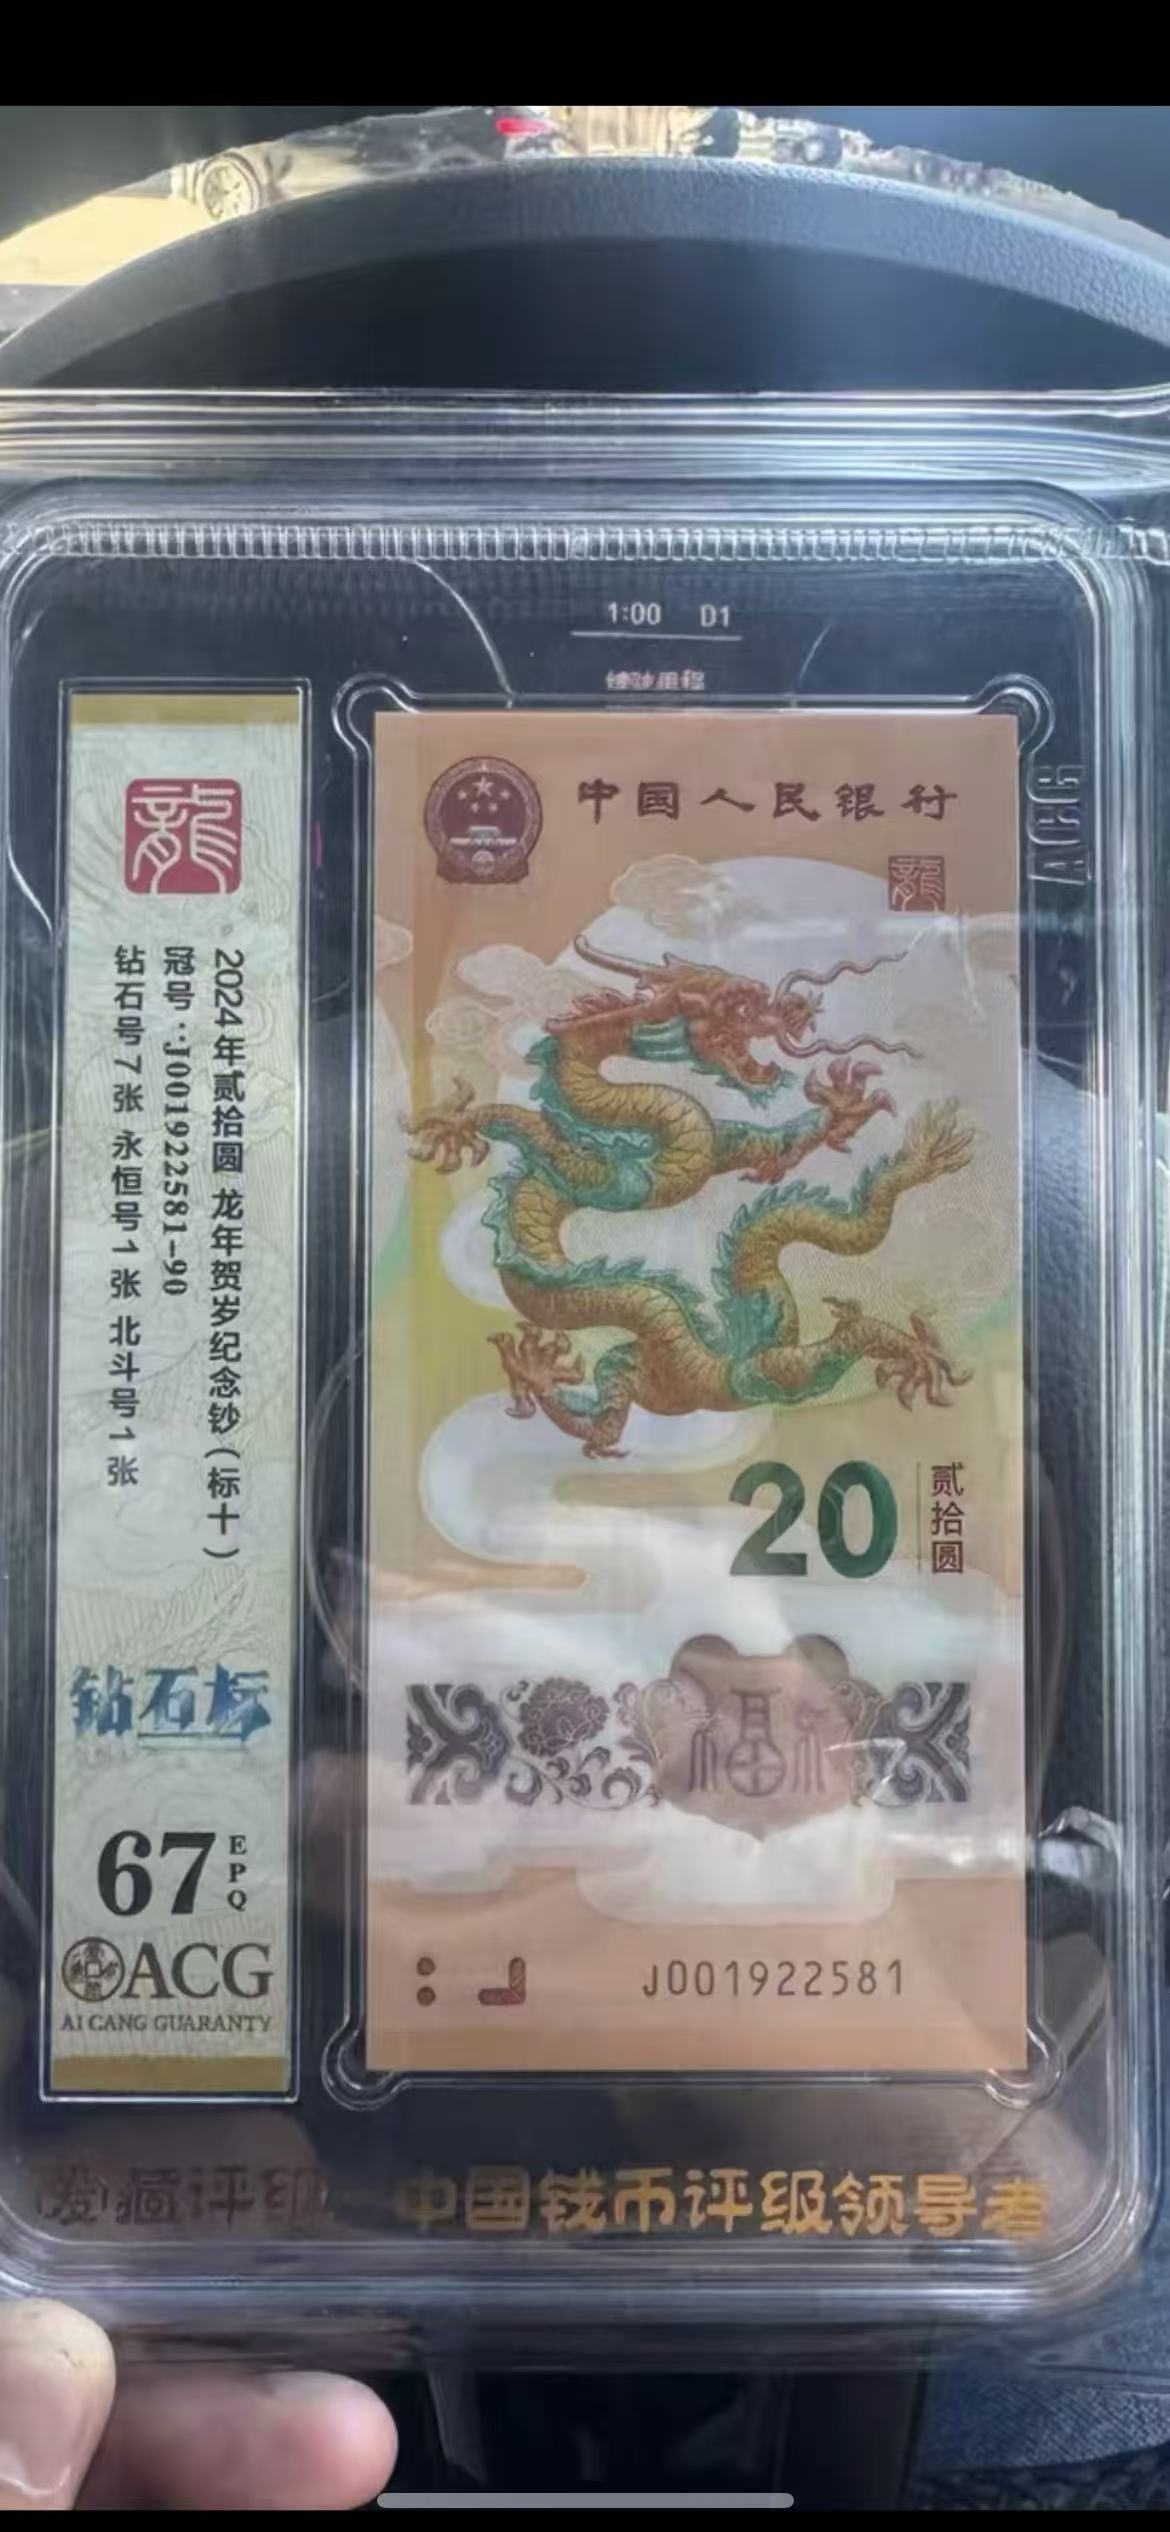 1:00 D1
龍
2024年贰拾圆 龙年贺岁纪念钞(标十)
冠号:J001922581-90
钻石号7张 永恒号1张 北斗号1张
钻石标
67 EPQ
ACG
AI CANG GUARANTY
中国人民银行
龍
20
贰拾圆
福
J001922581
ACG
爱藏评级 中国钱币评级领导者